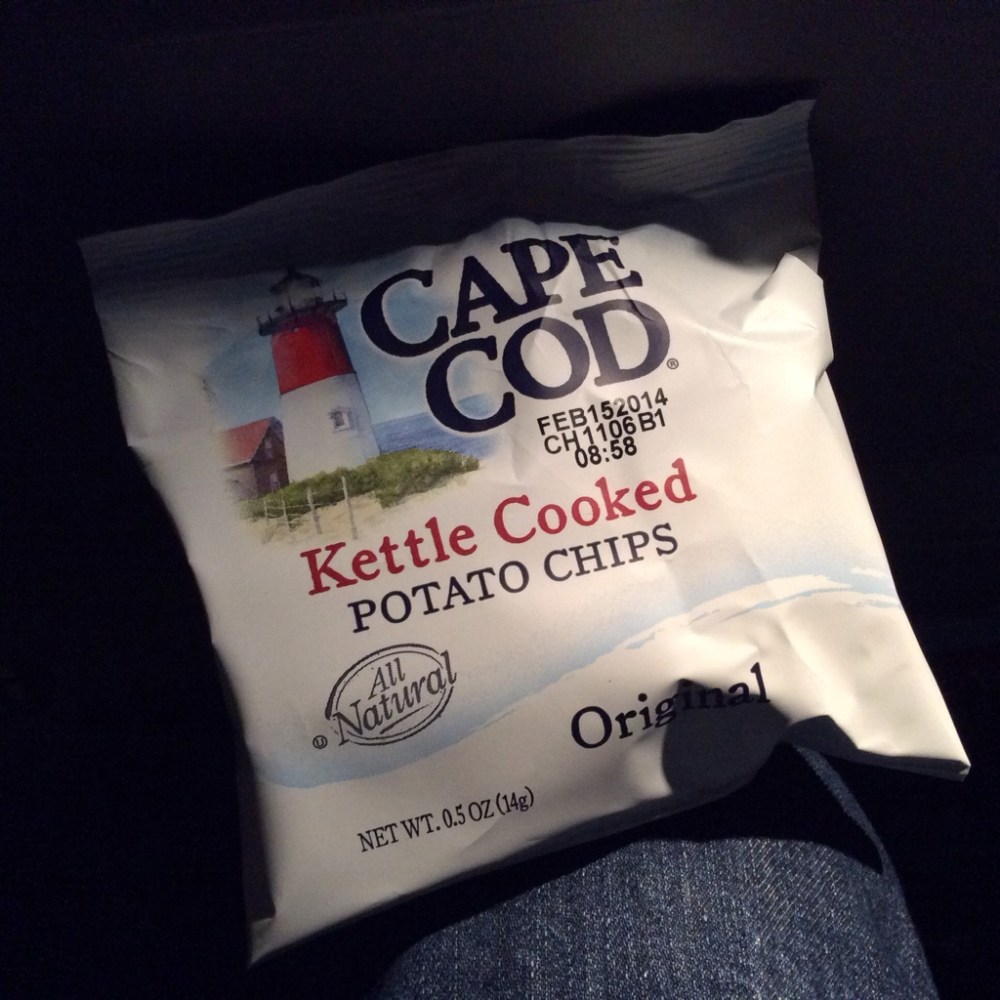 CAPE
COD®
FEB152014
CH1106B1
08:58
Kettle Cooked
POTATO CHIPS
All
Natural
Ⓤ
Original
NET WT. 0.5 OZ (14g)